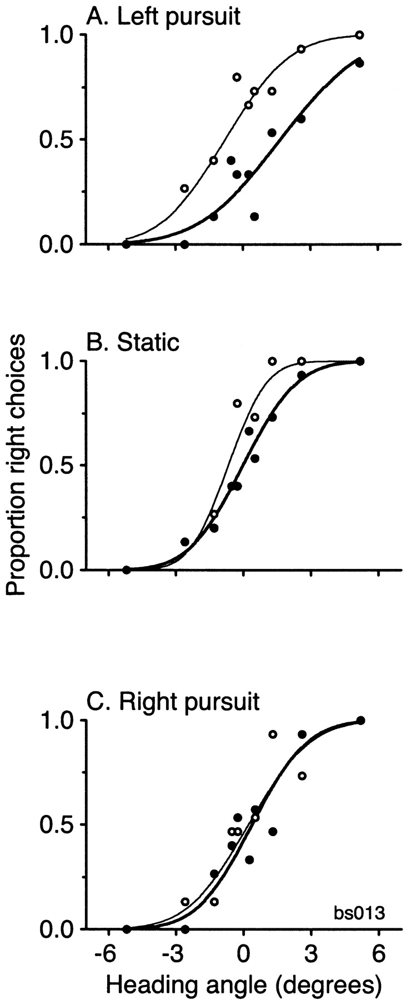 A. Left pursuit
1.0
0.5
0.0
B. Static
1.0
0.5
0.0
Proportion right choices
C. Right pursuit
1.0
0.5
0.0
bs013
-6 -3 0 3 6
Heading angle (degrees)